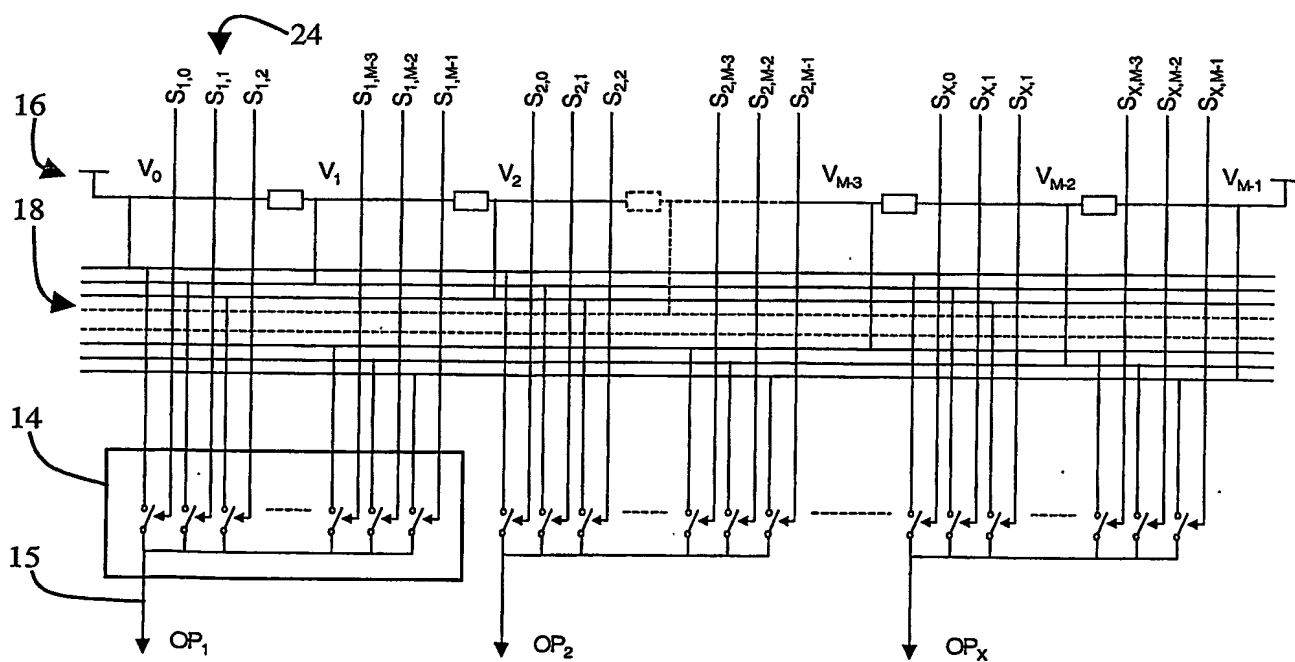 24
S1,0
S1,1
S1,2
S1,M-3
S1,M-2
S1,M-1
S2,0
S2,1
S2,2
S2,M-3
S2,M-2
S2,M-1
SX,0
SX,1
SX,1
SX,M-3
SX,M-2
SX,M-1
16
V0
V1
V2
VM-3
VM-2
VM-1
18
14
15
OP1
OP2
OPX